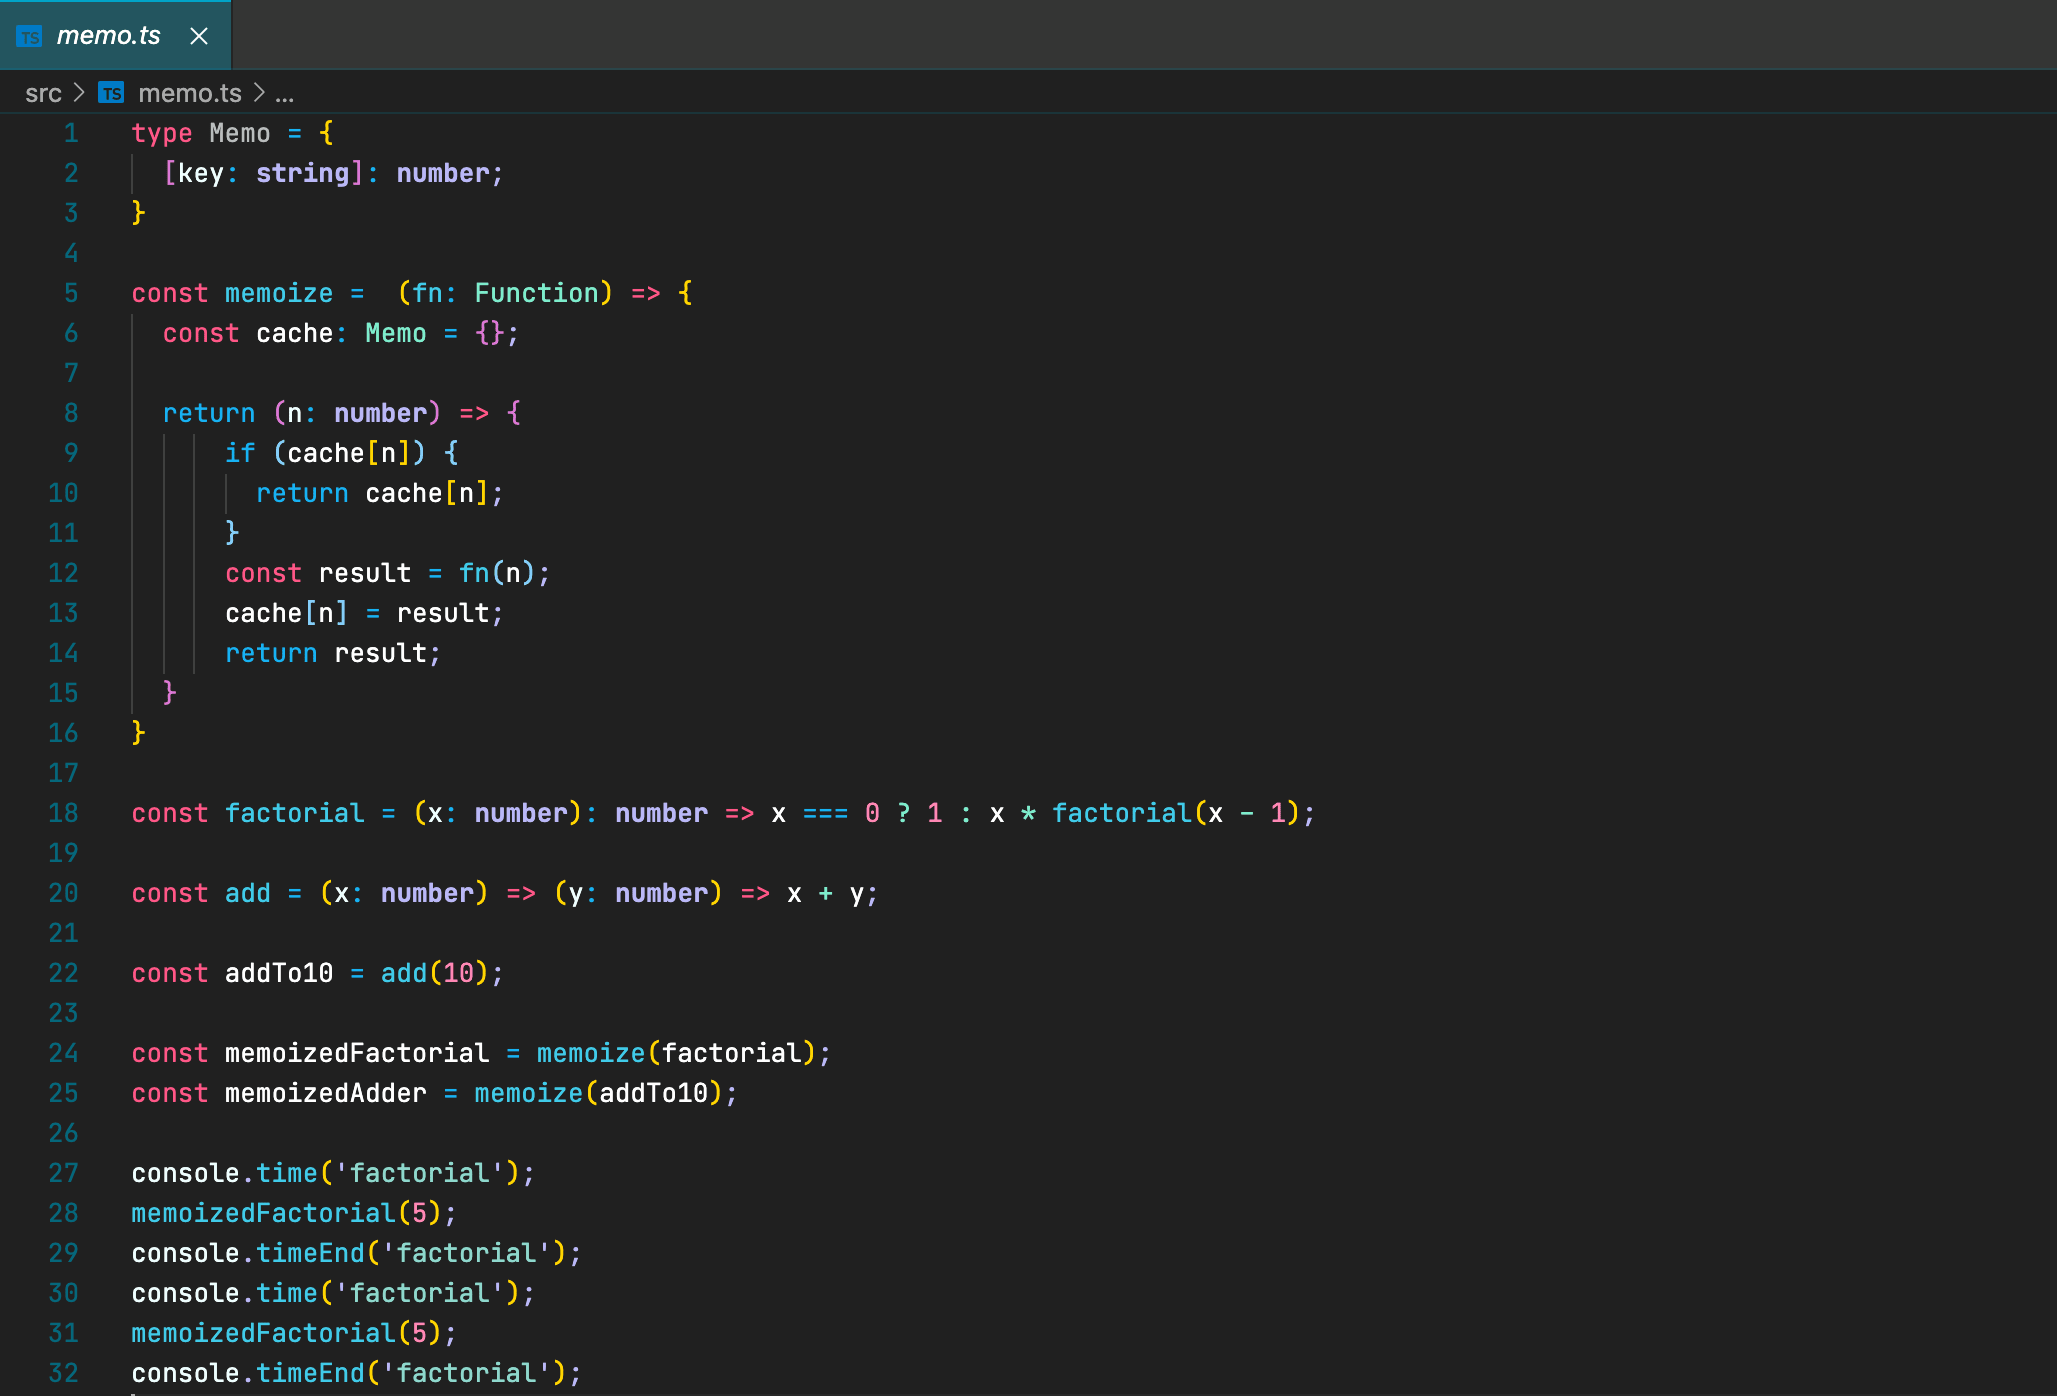 TS memo.ts ×
src > TS memo.ts > ...
1 type Memo = {
2   [key: string]: number;
3 }
4
5 const memoize =  (fn: Function) => {
6   const cache: Memo = {};
7
8   return (n: number) => {
9       if (cache[n]) {
10         return cache[n];
11       }
12       const result = fn(n);
13       cache[n] = result;
14       return result;
15   }
16 }
17
18 const factorial = (x: number): number => x === 0 ? 1 : x * factorial(x - 1);
19
20 const add = (x: number) => (y: number) => x + y;
21
22 const addTo10 = add(10);
23
24 const memoizedFactorial = memoize(factorial);
25 const memoizedAdder = memoize(addTo10);
26
27 console.time('factorial');
28 memoizedFactorial(5);
29 console.timeEnd('factorial');
30 console.time('factorial');
31 memoizedFactorial(5);
32 console.timeEnd('factorial');